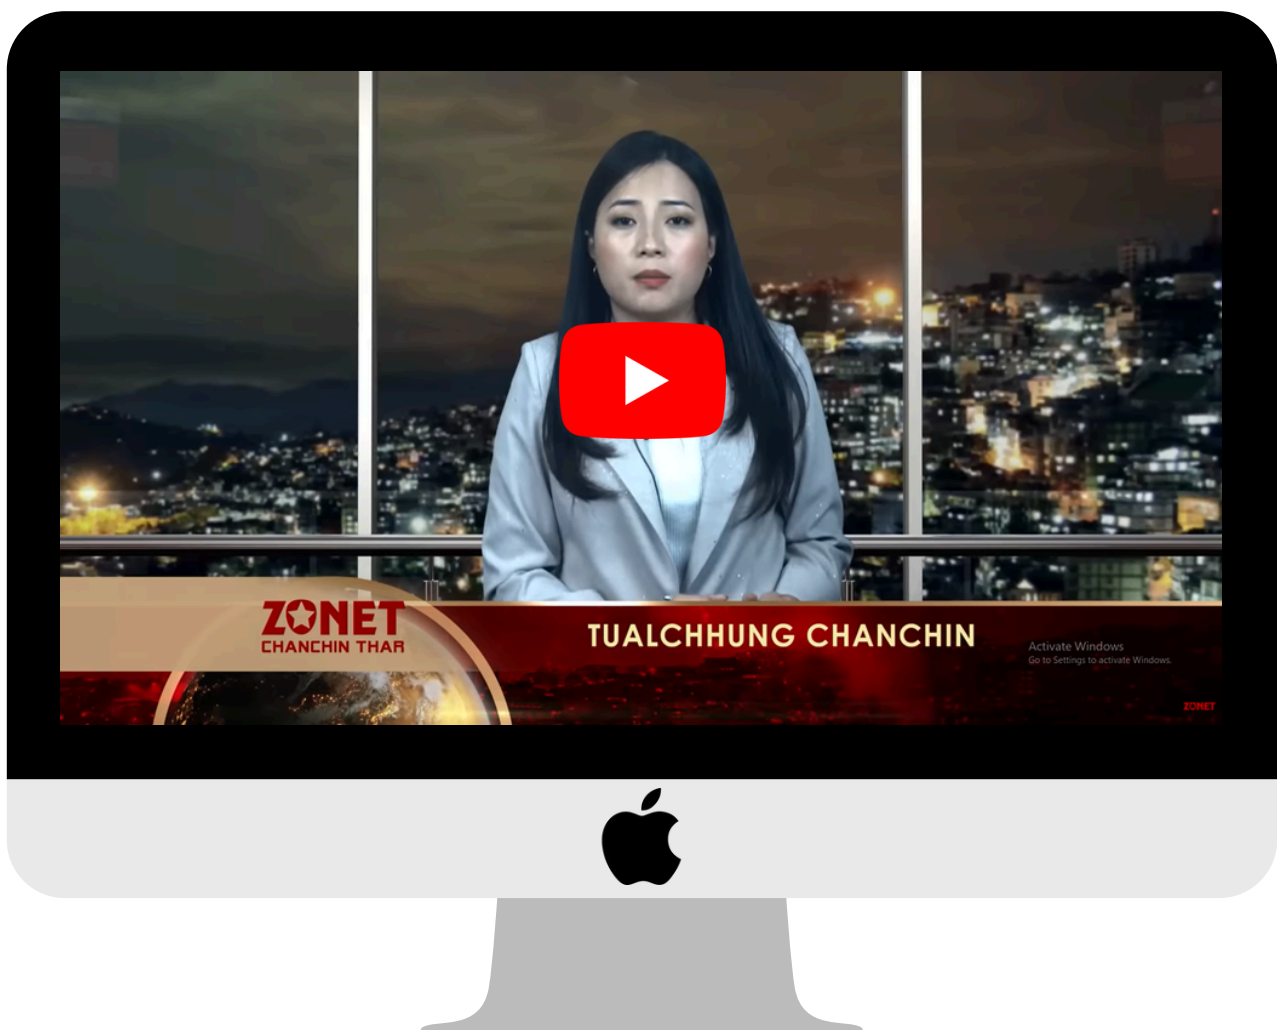 ZONET
CHANCHIN THAR
TUALCHHUNG CHANCHIN
Activate Windows
Go to Settings to activate Windows.
ZONET